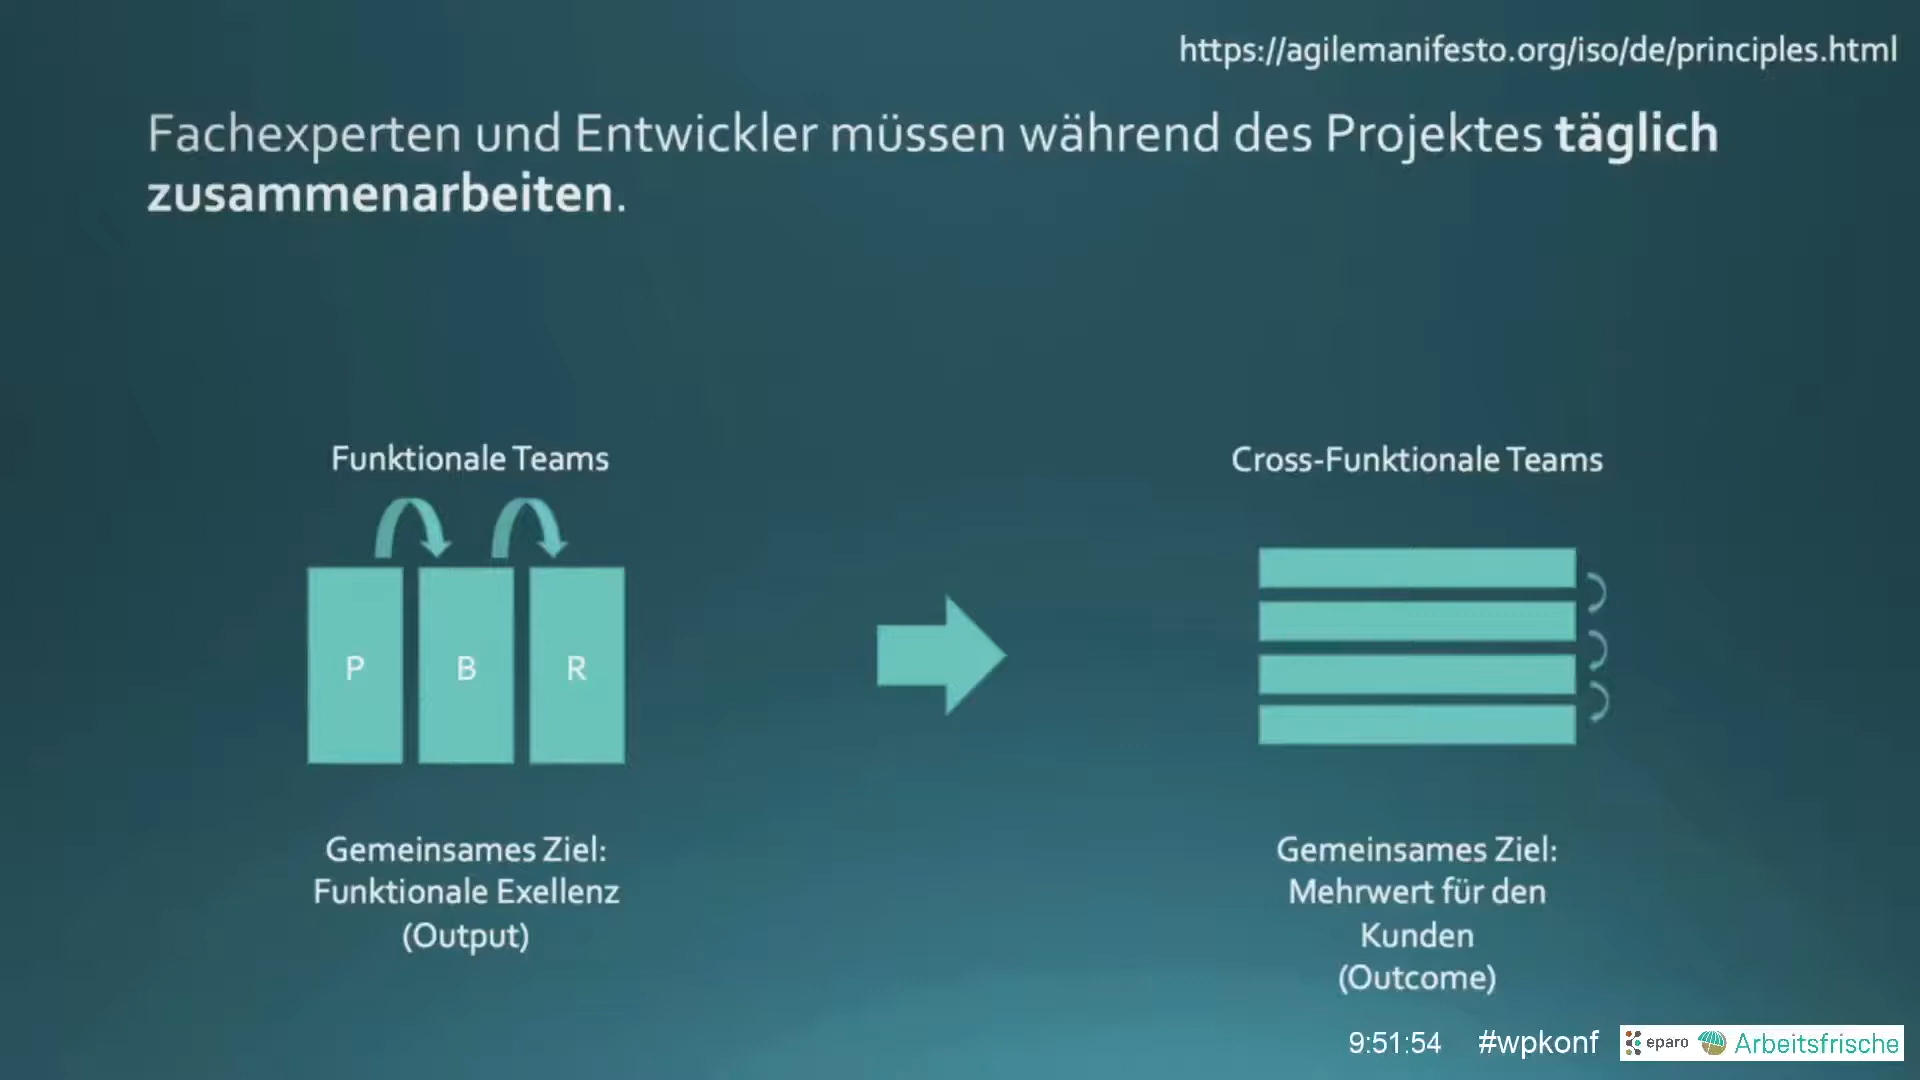 https://agilemanifesto.org/iso/de/principles.html
Fachexperten und Entwickler müssen während des Projektes täglich
zusammenarbeiten.
Funktionale Teams
P B R
Gemeinsames Ziel:
Funktionale Exellenz
(Output)
Cross-Funktionale Teams
Gemeinsames Ziel:
Mehrwert für den
Kunden
(Outcome)
9:51:54 #wpkonf eparo Arbeitsfrische